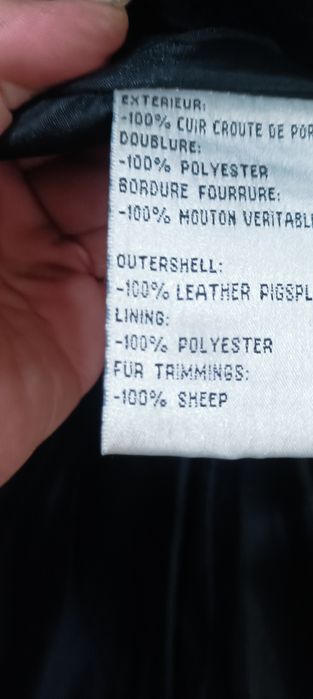 EXTERIEUR:
-100% CUIR CROUTE DE POR
DOUBLURE:
-100% POLYESTER
BORDURE FOURRURE:
-100% MOUTON VERITABL
OUTERSHELL:
-100% LEATHER PIGSPL
LINING:
-100% POLYESTER
FÜR TRIMMINGS:
-100% SHEEP